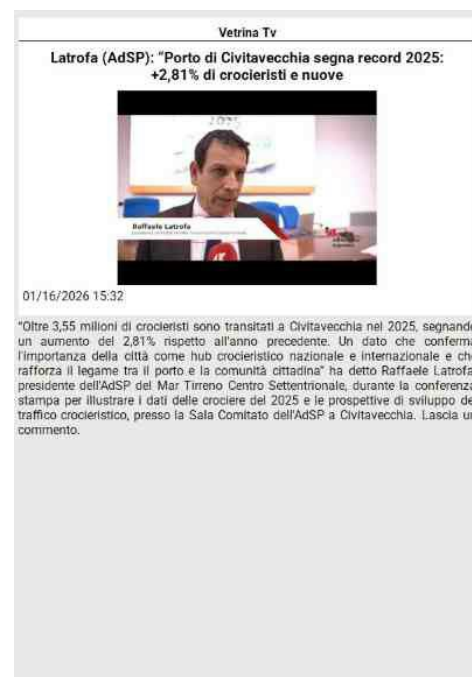 Vetrina Tv
Latrofa (AdSP): "Porto di Civitavecchia segna record 2025:
+2,81% di crocieristi e nuove
2025
Raffaele Latrofa
01/16/2026 15:32
"Oltre 3,55 milioni di crocieristi sono transitati a Civitavecchia nel 2025, segnando
un aumento del 2,81% rispetto all'anno precedente. Un dato che conferma
l'importanza della città come hub crocieristico nazionale e internazionale e che
rafforza il legame tra il porto e la comunità cittadina" ha detto Raffaele Latrofa
presidente dell'AdSP del Mar Tirreno Centro Settentrionale, durante la conferenza
stampa per illustrare i dati delle crociere del 2025 e le prospettive di sviluppo de
traffico crocieristico, presso la Sala Comitato dell'AdSP a Civitavecchia. Lascia un
commento.